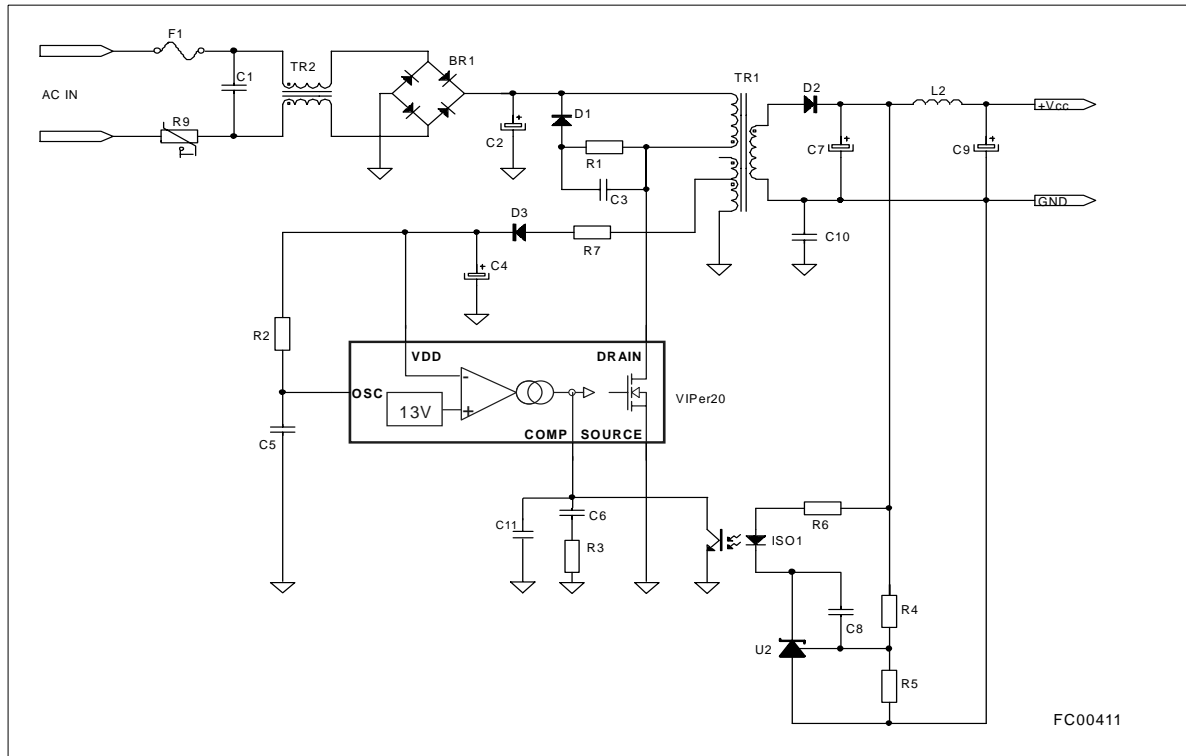 F1
BR1
TR2
TR1
D2
L2
C1
+Vcc
AC IN
D1
R9
C2
C7
C9
T
R1
C3
GND
D3
C10
R7
C4
R2
VDD
DRAIN
OSC
-
VIPer20
13V
+
C5
COMP SOURCE
C6
C11
R6
ISO1
R3
R4
C8
U2
R5
FC00411